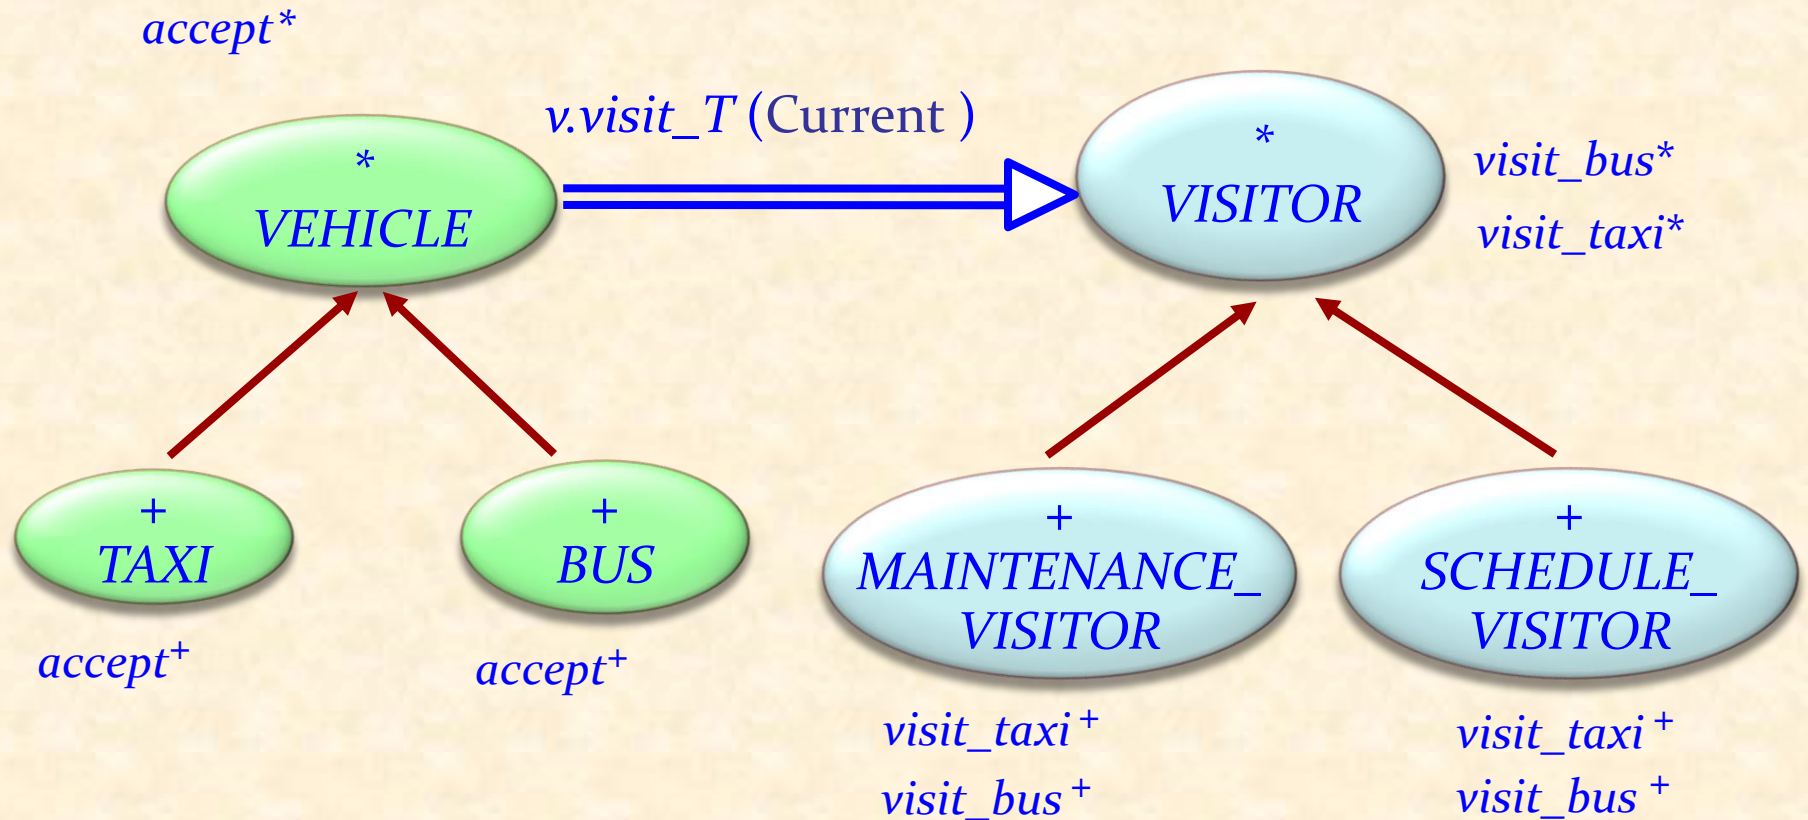 accept*
v.visit_T (Current )
*
VEHICLE
*
VISITOR
visit_bus*
visit_taxi*
+
TAXI
+
BUS
+
MAINTENANCE_
VISITOR
+
SCHEDULE_
VISITOR
accept+
accept+
visit_taxi +
visit_bus +
visit_taxi +
visit_bus +